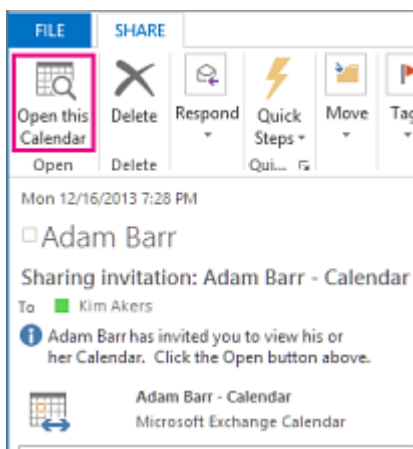 FILE SHARE
Open this Calendar Delete Respond Quick Steps Move Tag
Open Delete Qui...
Mon 12/16/2013 7:28 PM
Adam Barr
Sharing invitation: Adam Barr - Calendar
To Kim Akers
Adam Barr has invited you to view his or
her Calendar. Click the Open button above.
Adam Barr - Calendar
Microsoft Exchange Calendar